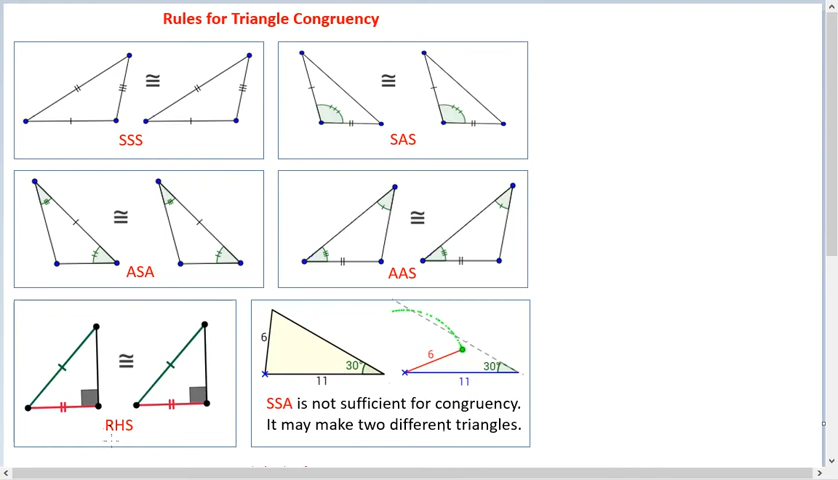 Rules for Triangle Congruency
≅
SSS
≅
SAS
≅
ASA
≅
AAS
≅
RHS
6
30°
11
6
30°
11
SSA is not sufficient for congruency.
It may make two different triangles.